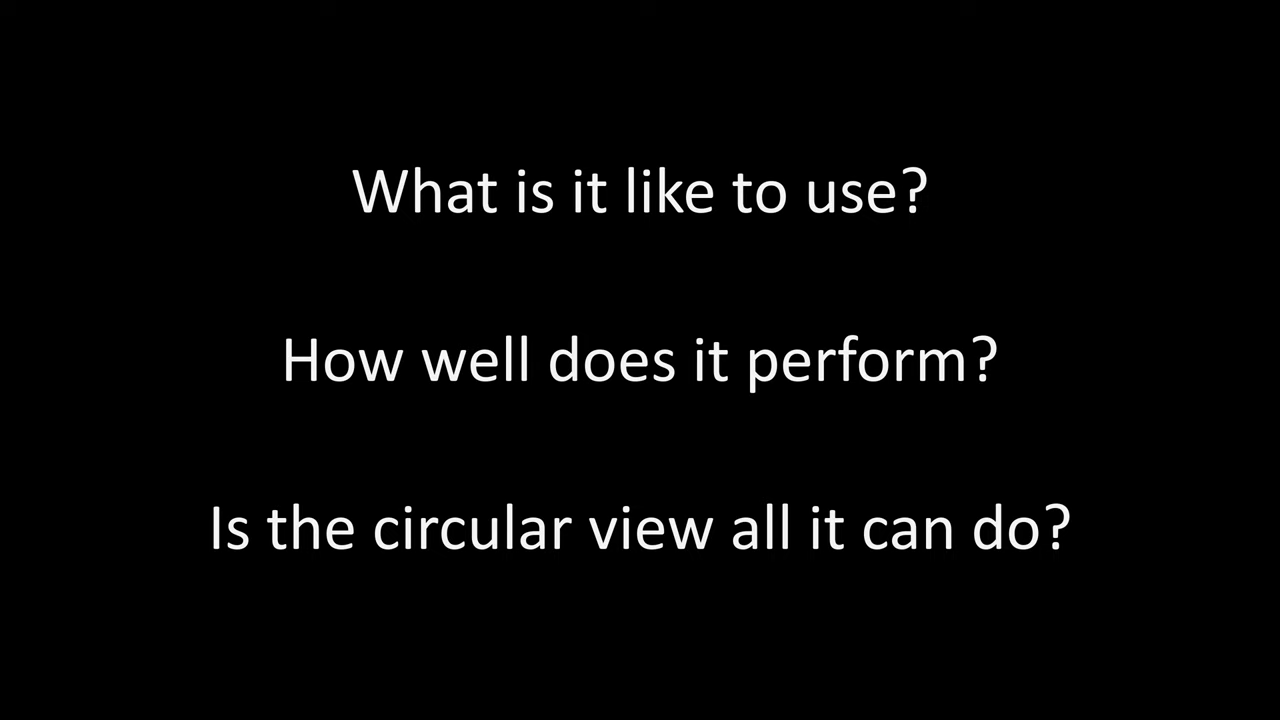 What is it like to use?
How well does it perform?
Is the circular view all it can do?